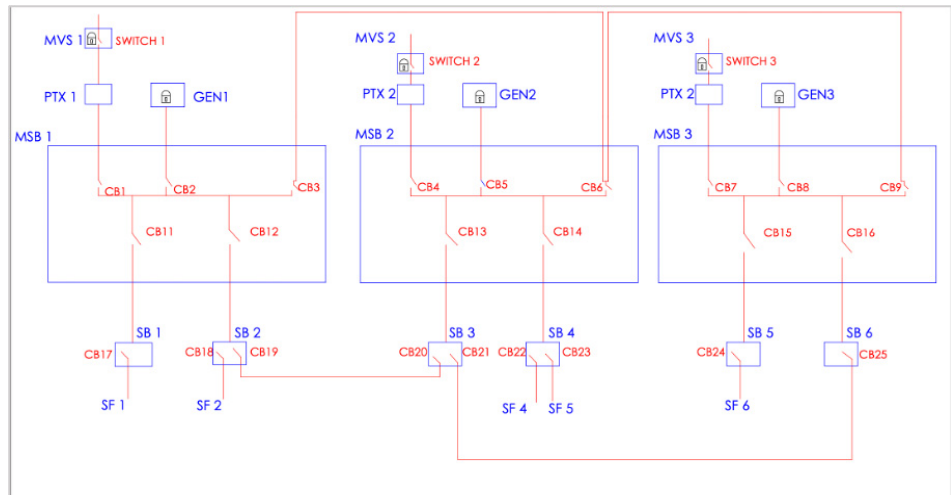 MVS 1
SWITCH 1
MVS 2
SWITCH 2
MVS 3
SWITCH 3
PTX 1
GEN1
PTX 2
GEN2
PTX 2
GEN3
MSB 1
MSB 2
MSB 3
CB1
CB2
CB3
CB4
CB5
CB6
CB7
CB8
CB9
CB11
CB12
CB13
CB14
CB15
CB16
SB 1
SB 2
SB 3
SB 4
SB 5
SB 6
CB17
CB18
CB19
CB20
CB21
CB22
CB23
CB24
CB25
SF 1
SF 2
SF 4
SF 5
SF 6